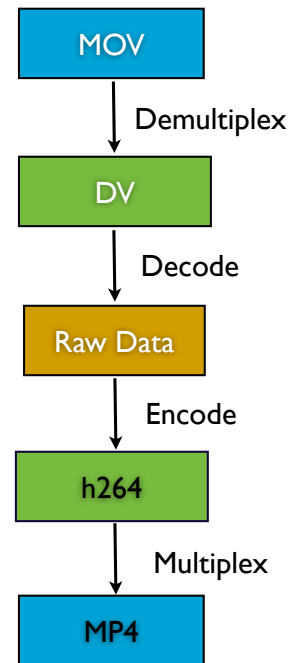 MOV
Demultiplex
DV
Decode
Raw Data
Encode
h264
Multiplex
MP4